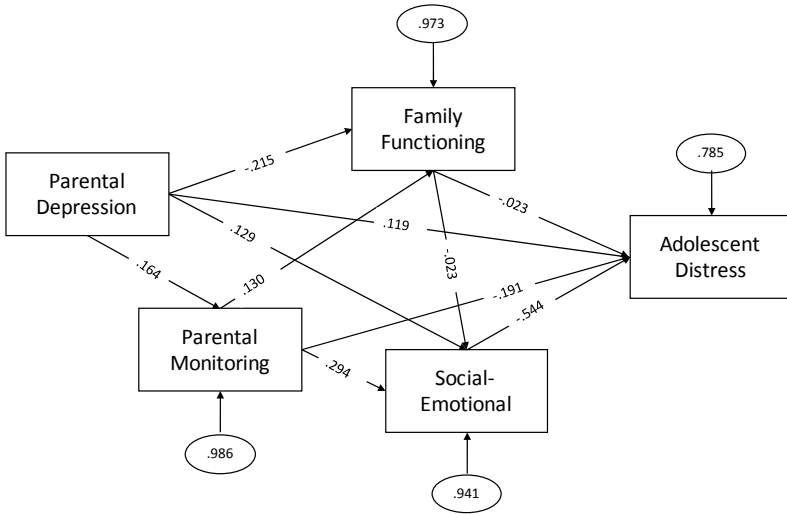 .973
Family
Functioning
.785
Parental
Depression
-.215
-.023
.129
.119
Adolescent
Distress
.164
.130
-.023
-.191
-.544
Parental
Monitoring
.294
Social-
Emotional
.986
.941